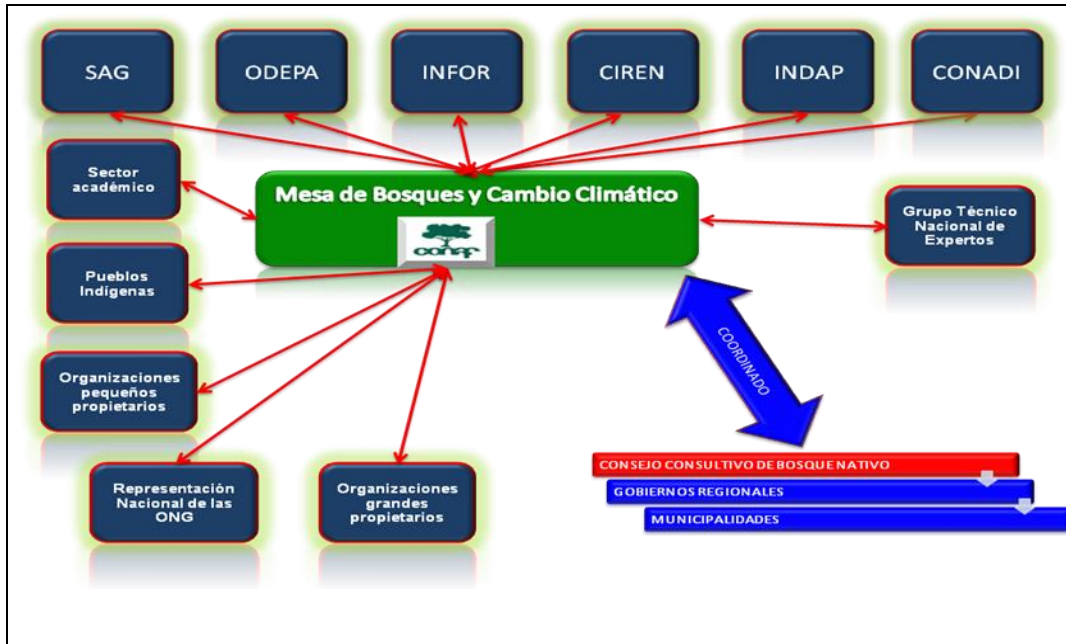 SAG
ODEPA
INFOR
CIREN
INDAP
CONADI
Sector
académico
Mesa de Bosques y Cambio Climático
conaf
Grupo Técnico
Nacional de
Expertos
Pueblos
Indígenas
Organizaciones
pequeños
propietarios
COORDINADO
Representación
Nacional de las
ONG
Organizaciones
grandes
propietarios
CONSEJO CONSULTIVO DE BOSQUE NATIVO
GOBIERNOS REGIONALES
MUNICIPALIDADES